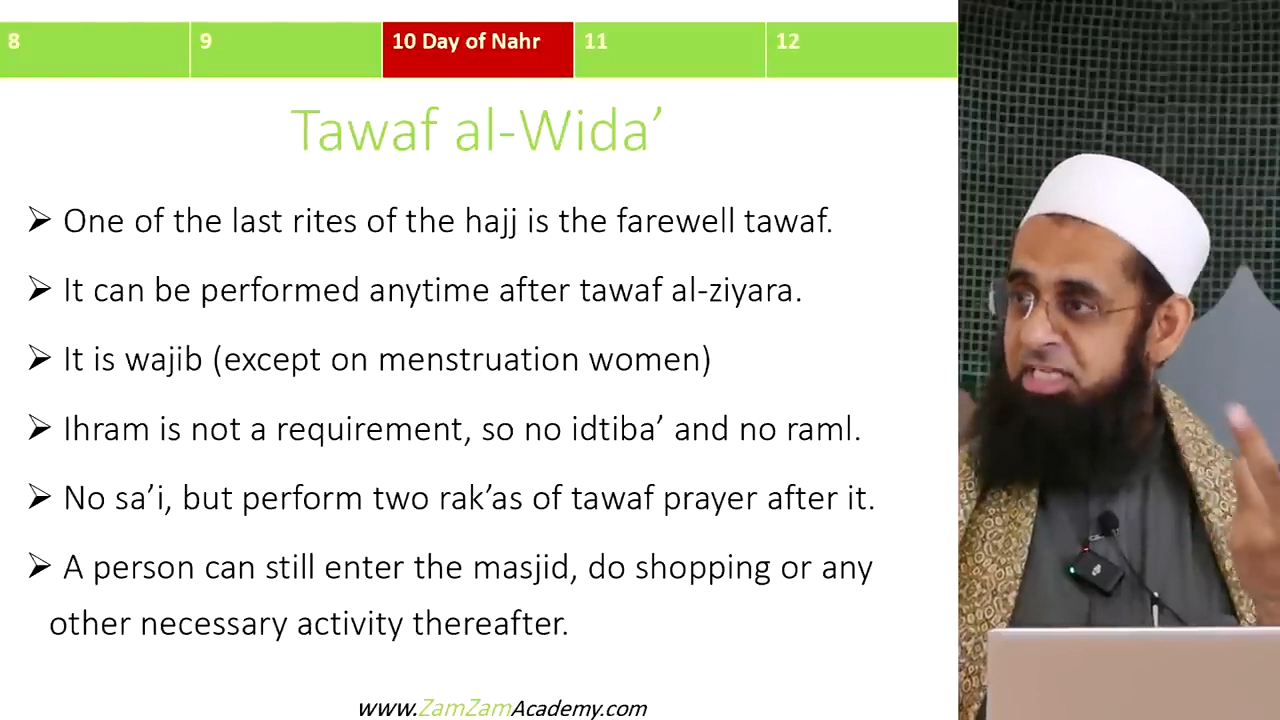 8 9 10 Day of Nahr 11 12
Tawaf al-Wida’
➢ One of the last rites of the hajj is the farewell tawaf.
➢ It can be performed anytime after tawaf al-ziyara.
➢ It is wajib (except on menstruation women)
➢ Ihram is not a requirement, so no idtiba’ and no raml.
➢ No sa’i, but perform two rak’as of tawaf prayer after it.
➢ A person can still enter the masjid, do shopping or any
other necessary activity thereafter.
www.ZamZamAcademy.com